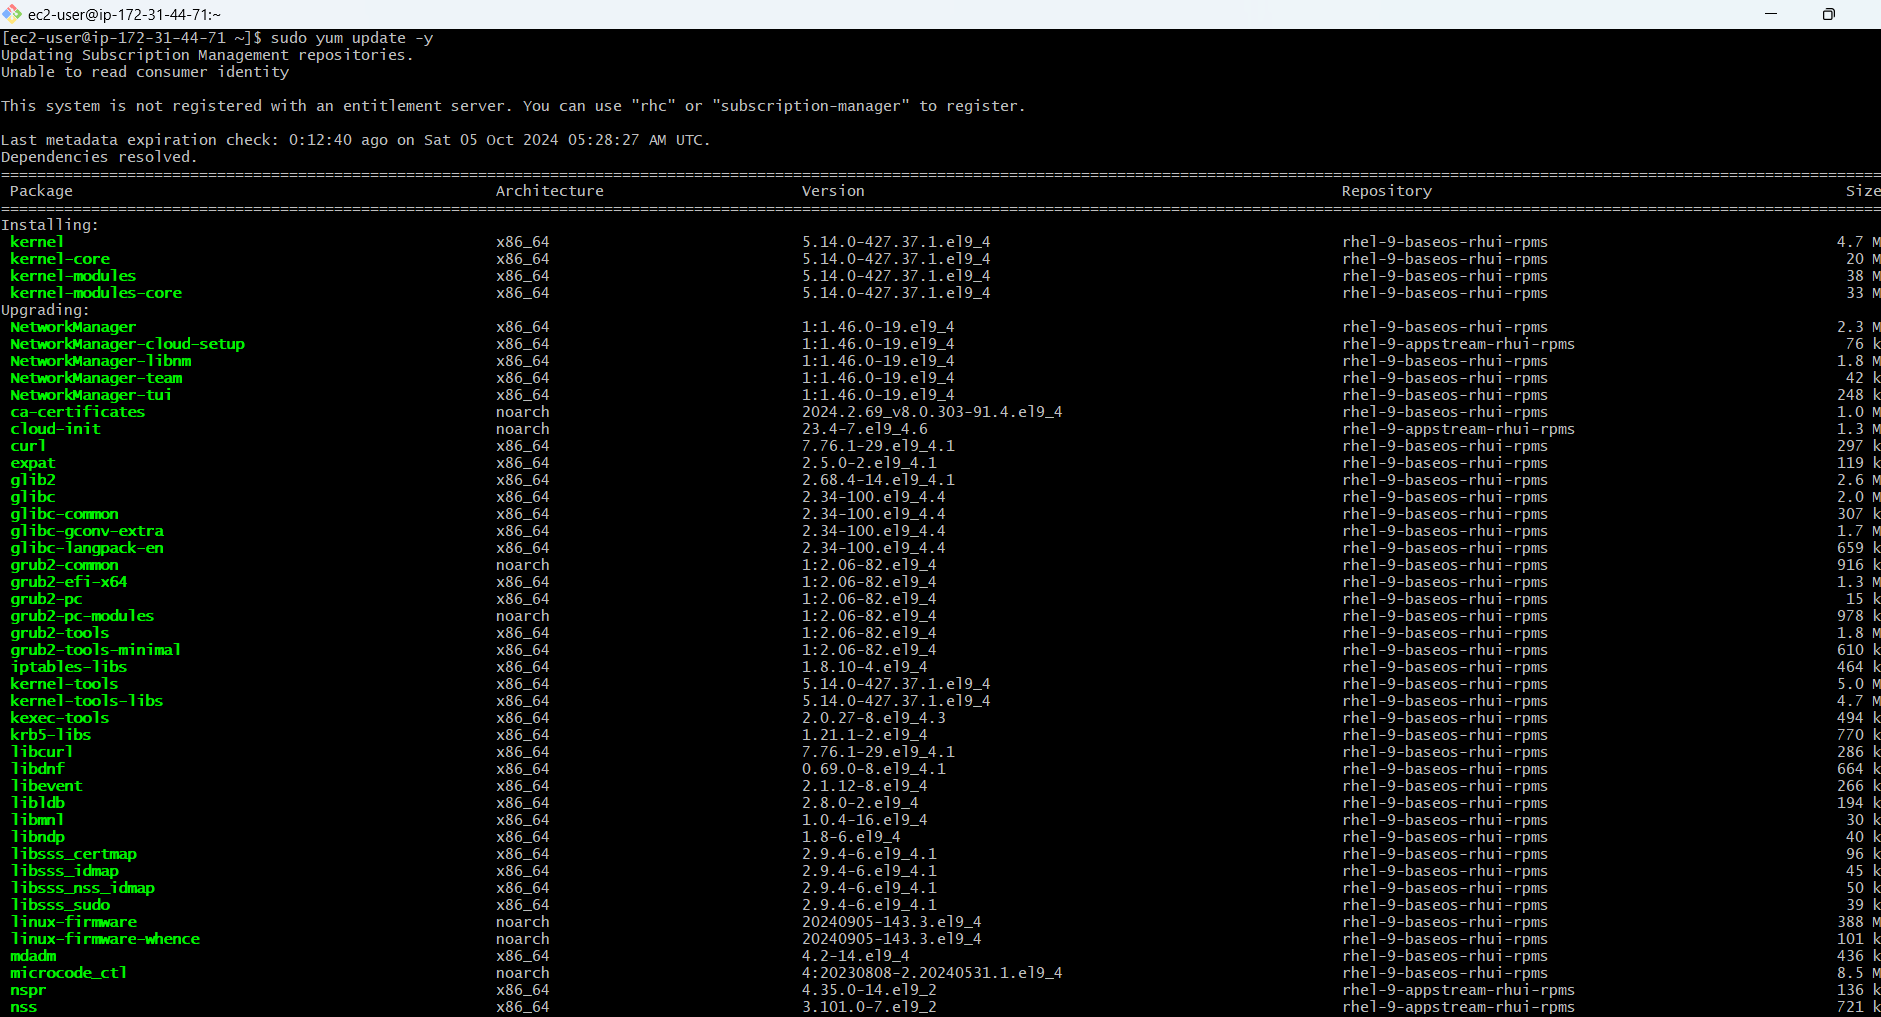 ec2-user@ip-172-31-44-71:~
[ec2-user@ip-172-31-44-71 ~]$ sudo yum update -y
Updating Subscription Management repositories.
Unable to read consumer identity
This system is not registered with an entitlement server. You can use "rhc" or "subscription-manager" to register.
Last metadata expiration check: 0:12:40 ago on Sat 05 Oct 2024 05:28:27 AM UTC.
Dependencies resolved.
Package Architecture Version Repository Size
Installing:
kernel x86_64 5.14.0-427.37.1.el9_4 rhel-9-baseos-rhui-rpms 4.7 M
kernel-core x86_64 5.14.0-427.37.1.el9_4 rhel-9-baseos-rhui-rpms 20 M
kernel-modules x86_64 5.14.0-427.37.1.el9_4 rhel-9-baseos-rhui-rpms 38 M
kernel-modules-core x86_64 5.14.0-427.37.1.el9_4 rhel-9-baseos-rhui-rpms 33 M
Upgrading:
NetworkManager x86_64 1:1.46.0-19.el9_4 rhel-9-baseos-rhui-rpms 2.3 M
NetworkManager-cloud-setup x86_64 1:1.46.0-19.el9_4 rhel-9-appstream-rhui-rpms 76 k
NetworkManager-libnm x86_64 1:1.46.0-19.el9_4 rhel-9-baseos-rhui-rpms 1.8 M
NetworkManager-team x86_64 1:1.46.0-19.el9_4 rhel-9-baseos-rhui-rpms 42 k
NetworkManager-tui x86_64 1:1.46.0-19.el9_4 rhel-9-baseos-rhui-rpms 248 k
ca-certificates noarch 2024.2.69_v8.0.303-91.4.el9_4 rhel-9-baseos-rhui-rpms 1.0 M
cloud-init noarch 23.4-7.el9_4.6 rhel-9-appstream-rhui-rpms 1.3 M
curl x86_64 7.76.1-29.el9_4.1 rhel-9-baseos-rhui-rpms 297 k
expat x86_64 2.5.0-2.el9_4.1 rhel-9-baseos-rhui-rpms 119 k
glib2 x86_64 2.68.4-14.el9_4.1 rhel-9-baseos-rhui-rpms 2.6 M
glibc x86_64 2.34-100.el9_4.4 rhel-9-baseos-rhui-rpms 2.0 M
glibc-common x86_64 2.34-100.el9_4.4 rhel-9-baseos-rhui-rpms 307 k
glibc-gconv-extra x86_64 2.34-100.el9_4.4 rhel-9-baseos-rhui-rpms 1.7 M
glibc-langpack-en x86_64 2.34-100.el9_4.4 rhel-9-baseos-rhui-rpms 659 k
grub2-common noarch 1:2.06-82.el9_4 rhel-9-baseos-rhui-rpms 916 k
grub2-efi-x64 x86_64 1:2.06-82.el9_4 rhel-9-baseos-rhui-rpms 1.3 M
grub2-pc x86_64 1:2.06-82.el9_4 rhel-9-baseos-rhui-rpms 15 k
grub2-pc-modules noarch 1:2.06-82.el9_4 rhel-9-baseos-rhui-rpms 978 k
grub2-tools x86_64 1:2.06-82.el9_4 rhel-9-baseos-rhui-rpms 1.8 M
grub2-tools-minimal x86_64 1:2.06-82.el9_4 rhel-9-baseos-rhui-rpms 610 k
iptables-libs x86_64 1.8.10-4.el9_4 rhel-9-baseos-rhui-rpms 464 k
kernel-tools x86_64 5.14.0-427.37.1.el9_4 rhel-9-baseos-rhui-rpms 5.0 M
kernel-tools-libs x86_64 5.14.0-427.37.1.el9_4 rhel-9-baseos-rhui-rpms 4.7 M
kexec-tools x86_64 2.0.27-8.el9_4.3 rhel-9-baseos-rhui-rpms 494 k
krb5-libs x86_64 1.21.1-2.el9_4 rhel-9-baseos-rhui-rpms 770 k
libcurl x86_64 7.76.1-29.el9_4.1 rhel-9-baseos-rhui-rpms 286 k
libdnf x86_64 0.69.0-8.el9_4.1 rhel-9-baseos-rhui-rpms 664 k
libevent x86_64 2.1.12-8.el9_4 rhel-9-baseos-rhui-rpms 266 k
libldb x86_64 2.8.0-2.el9_4 rhel-9-baseos-rhui-rpms 194 k
libmnl x86_64 1.0.4-16.el9_4 rhel-9-baseos-rhui-rpms 30 k
libndp x86_64 1.8-6.el9_4 rhel-9-baseos-rhui-rpms 40 k
libsss_certmap x86_64 2.9.4-6.el9_4.1 rhel-9-baseos-rhui-rpms 96 k
libsss_idmap x86_64 2.9.4-6.el9_4.1 rhel-9-baseos-rhui-rpms 45 k
libsss_nss_idmap x86_64 2.9.4-6.el9_4.1 rhel-9-baseos-rhui-rpms 50 k
libsss_sudo x86_64 2.9.4-6.el9_4.1 rhel-9-baseos-rhui-rpms 39 k
linux-firmware noarch 20240905-143.3.el9_4 rhel-9-baseos-rhui-rpms 388 M
linux-firmware-whence noarch 20240905-143.3.el9_4 rhel-9-baseos-rhui-rpms 101 k
mdadm x86_64 4.2-14.el9_4 rhel-9-baseos-rhui-rpms 436 k
microcode_ctl noarch 4:20230808-2.20240531.1.el9_4 rhel-9-baseos-rhui-rpms 8.5 M
nspr x86_64 4.35.0-14.el9_2 rhel-9-appstream-rhui-rpms 136 k
nss x86_64 3.101.0-7.el9_2 rhel-9-appstream-rhui-rpms 721 k